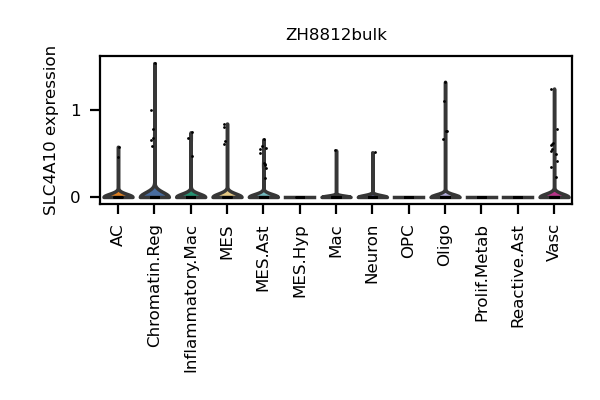 ZH8812bulk
SLC4A10 expression
1
0
AC
Chromatin.Reg
Inflammatory.Mac
MES
MES.Ast
MES.Hyp
Mac
Neuron
OPC
Oligo
Prolif.Metab
Reactive.Ast
Vasc